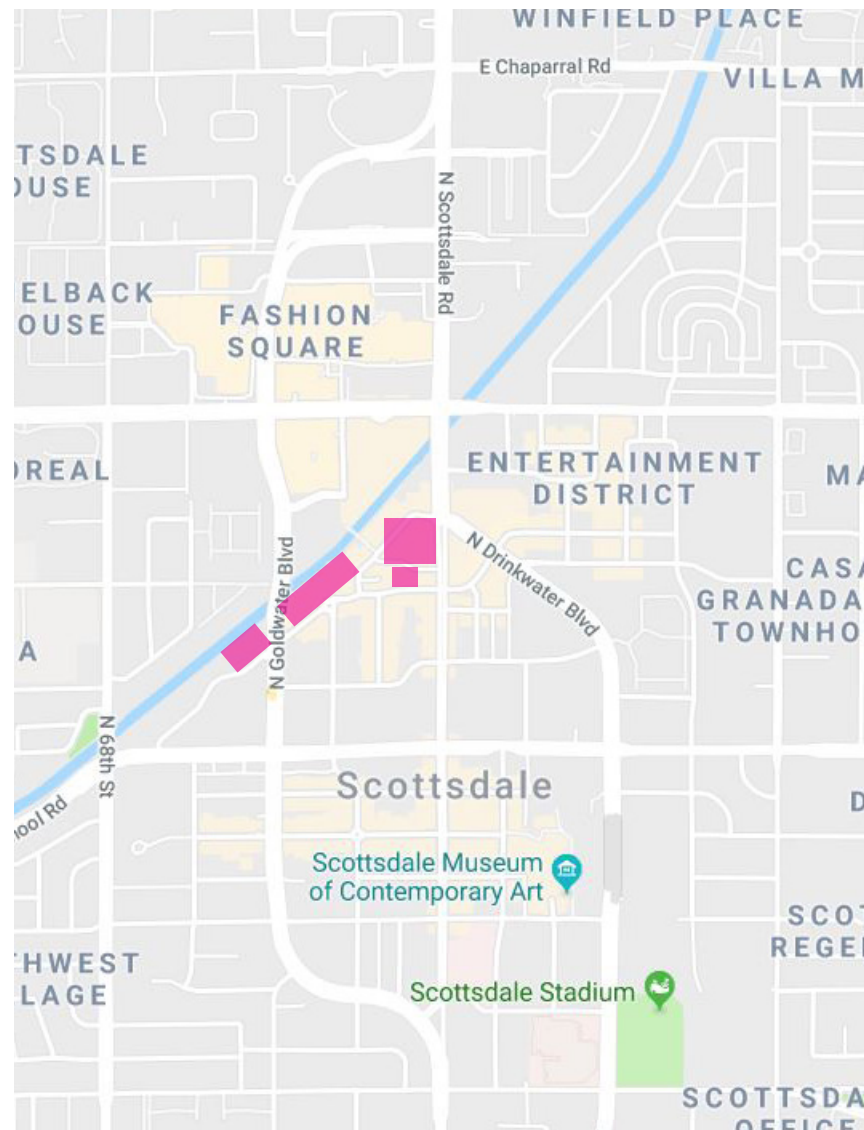 WINFIELD PLACE
E Chaparral Rd
VILLA M
TSDALE
OUSE
N Scottsdale Rd
ELBACK
OUSE
FASHION
SQUARE
OREAL
ENTERTAINMENT
DISTRICT
MA
N Drinkwater Blvd
N Goldwater Blvd
CASA
GRANADA
TOWNHO
A
N 68th St
ool Rd
Scottsdale
D
Scottsdale Museum
of Contemporary Art
SCOT
REGE
HWEST
LAGE
Scottsdale Stadium
SCOTTSDA
OFFICE